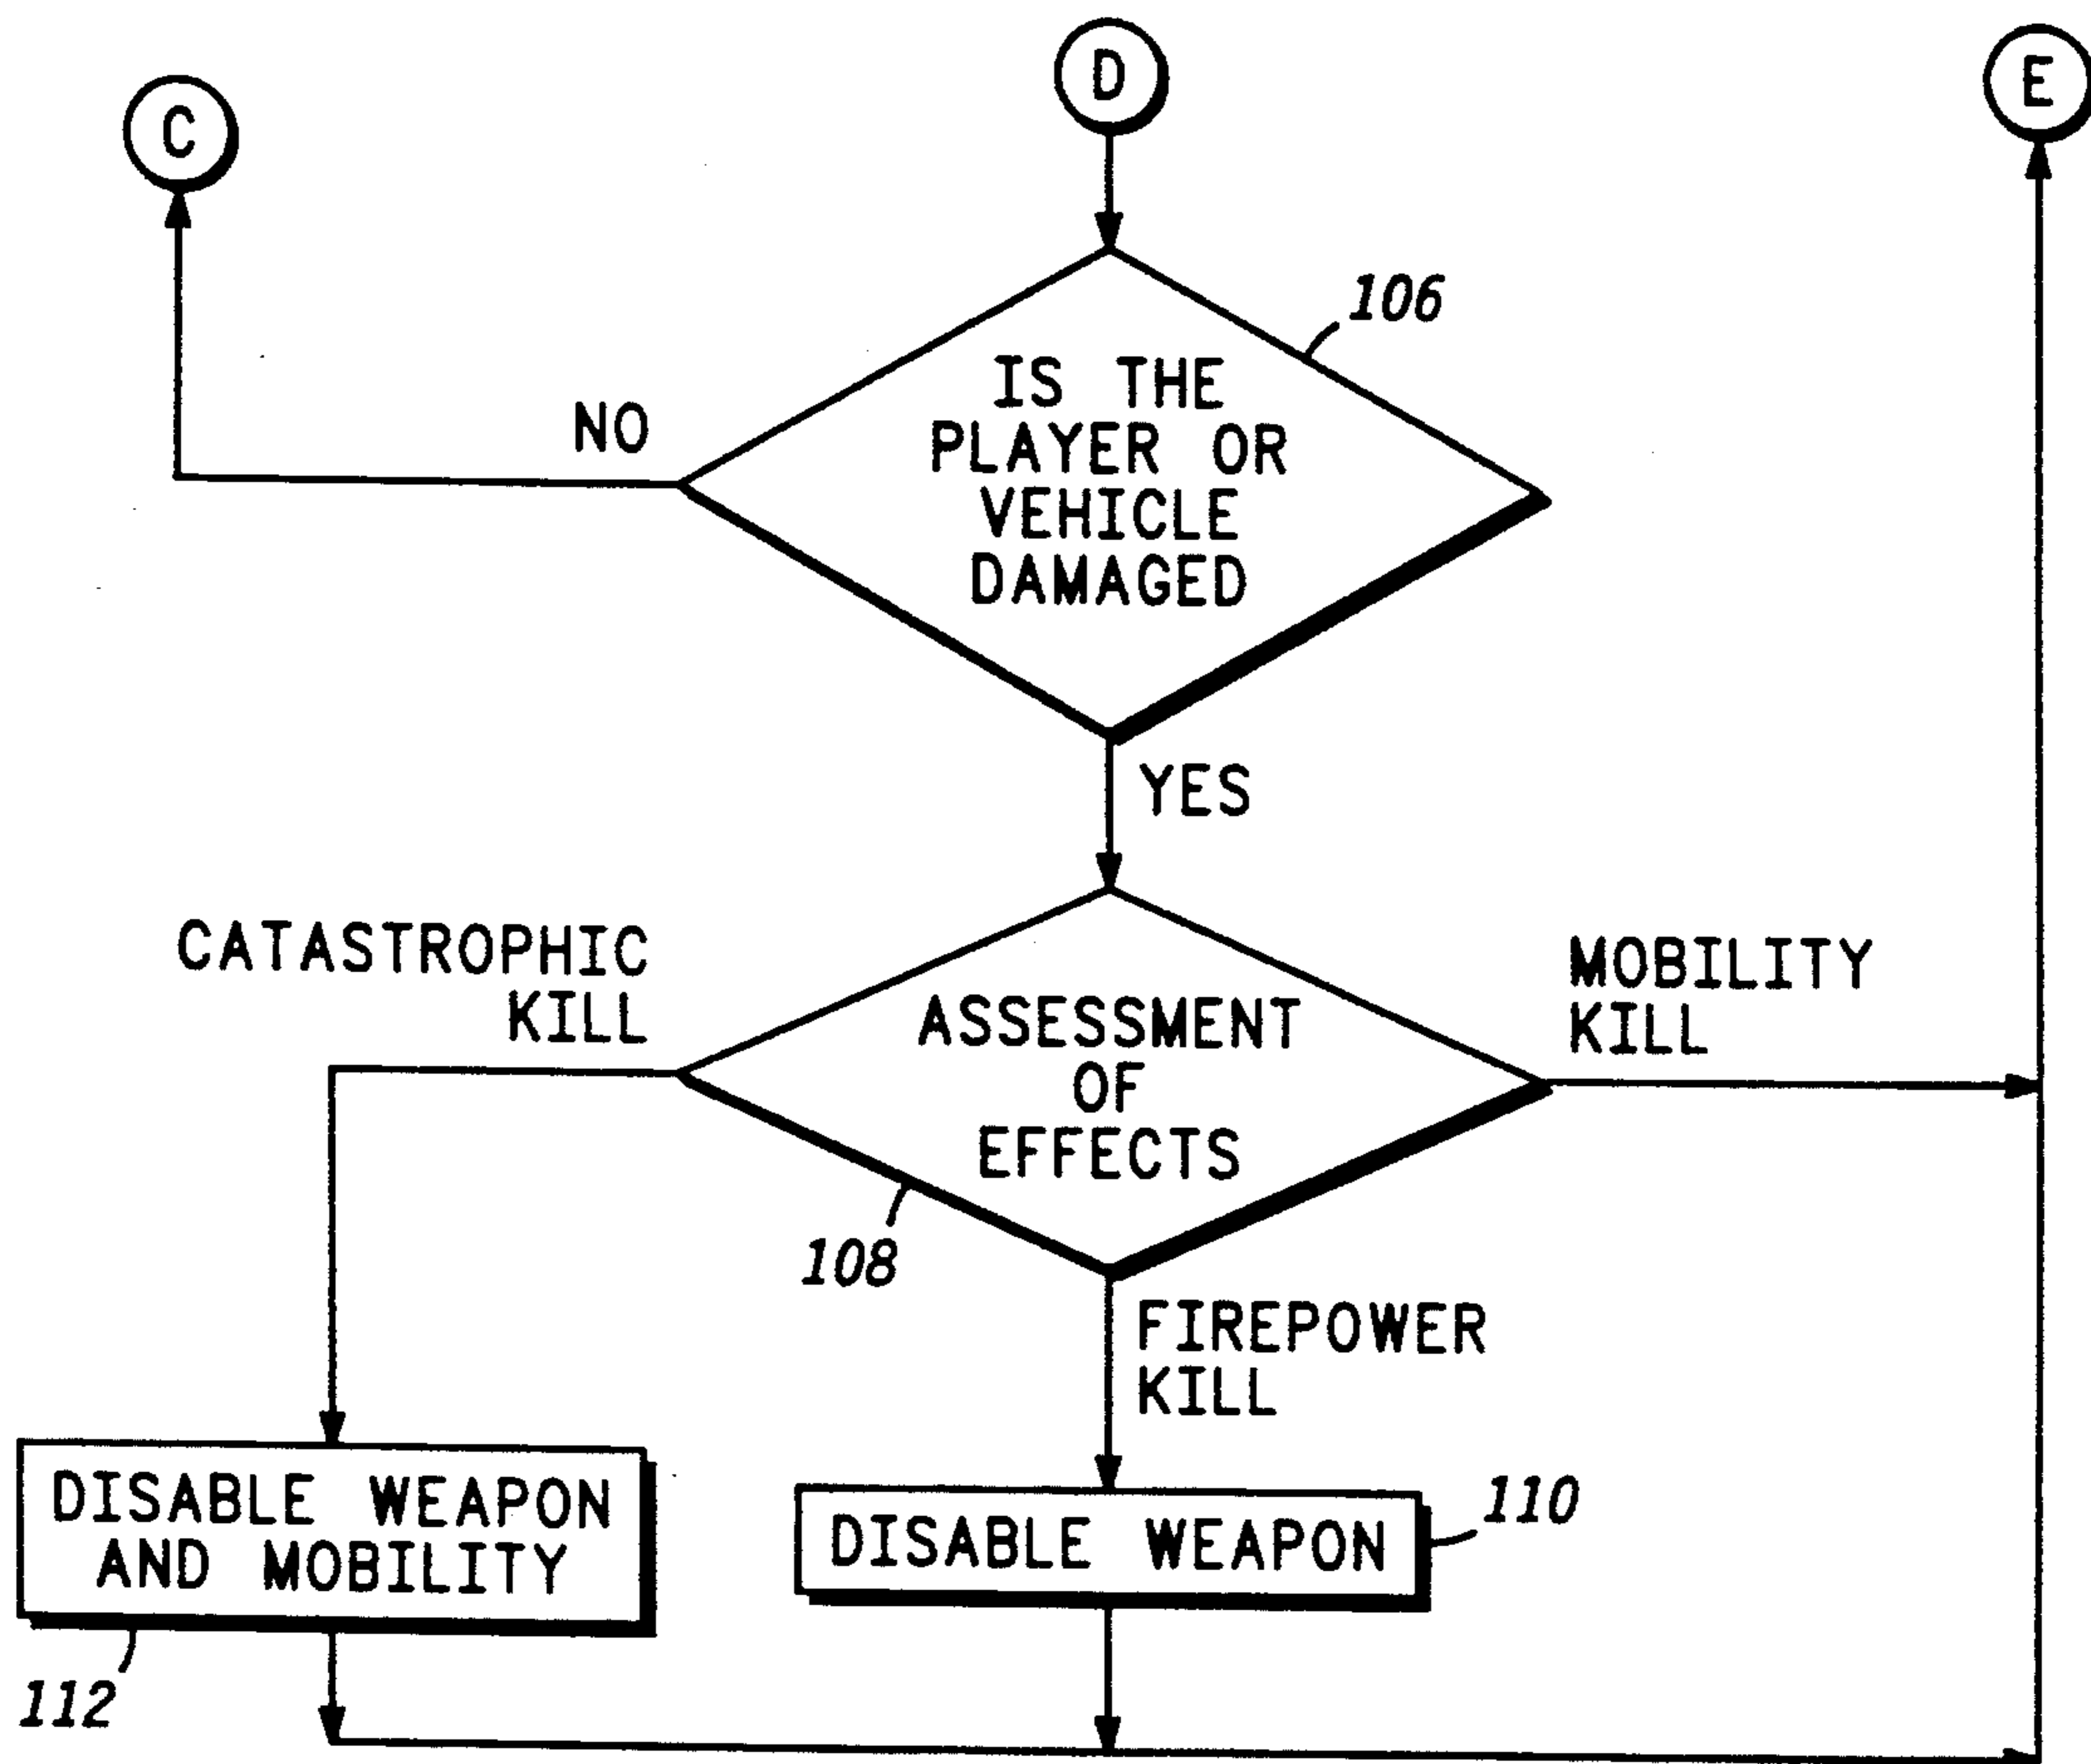 D
E
C
106
IS THE
PLAYER OR
VEHICLE
DAMAGED
NO
YES
CATASTROPHIC
KILL
MOBILITY
KILL
ASSESSMENT
OF
EFFECTS
108
FIREPOWER
KILL
DISABLE WEAPON
AND MOBILITY
112
DISABLE WEAPON
110